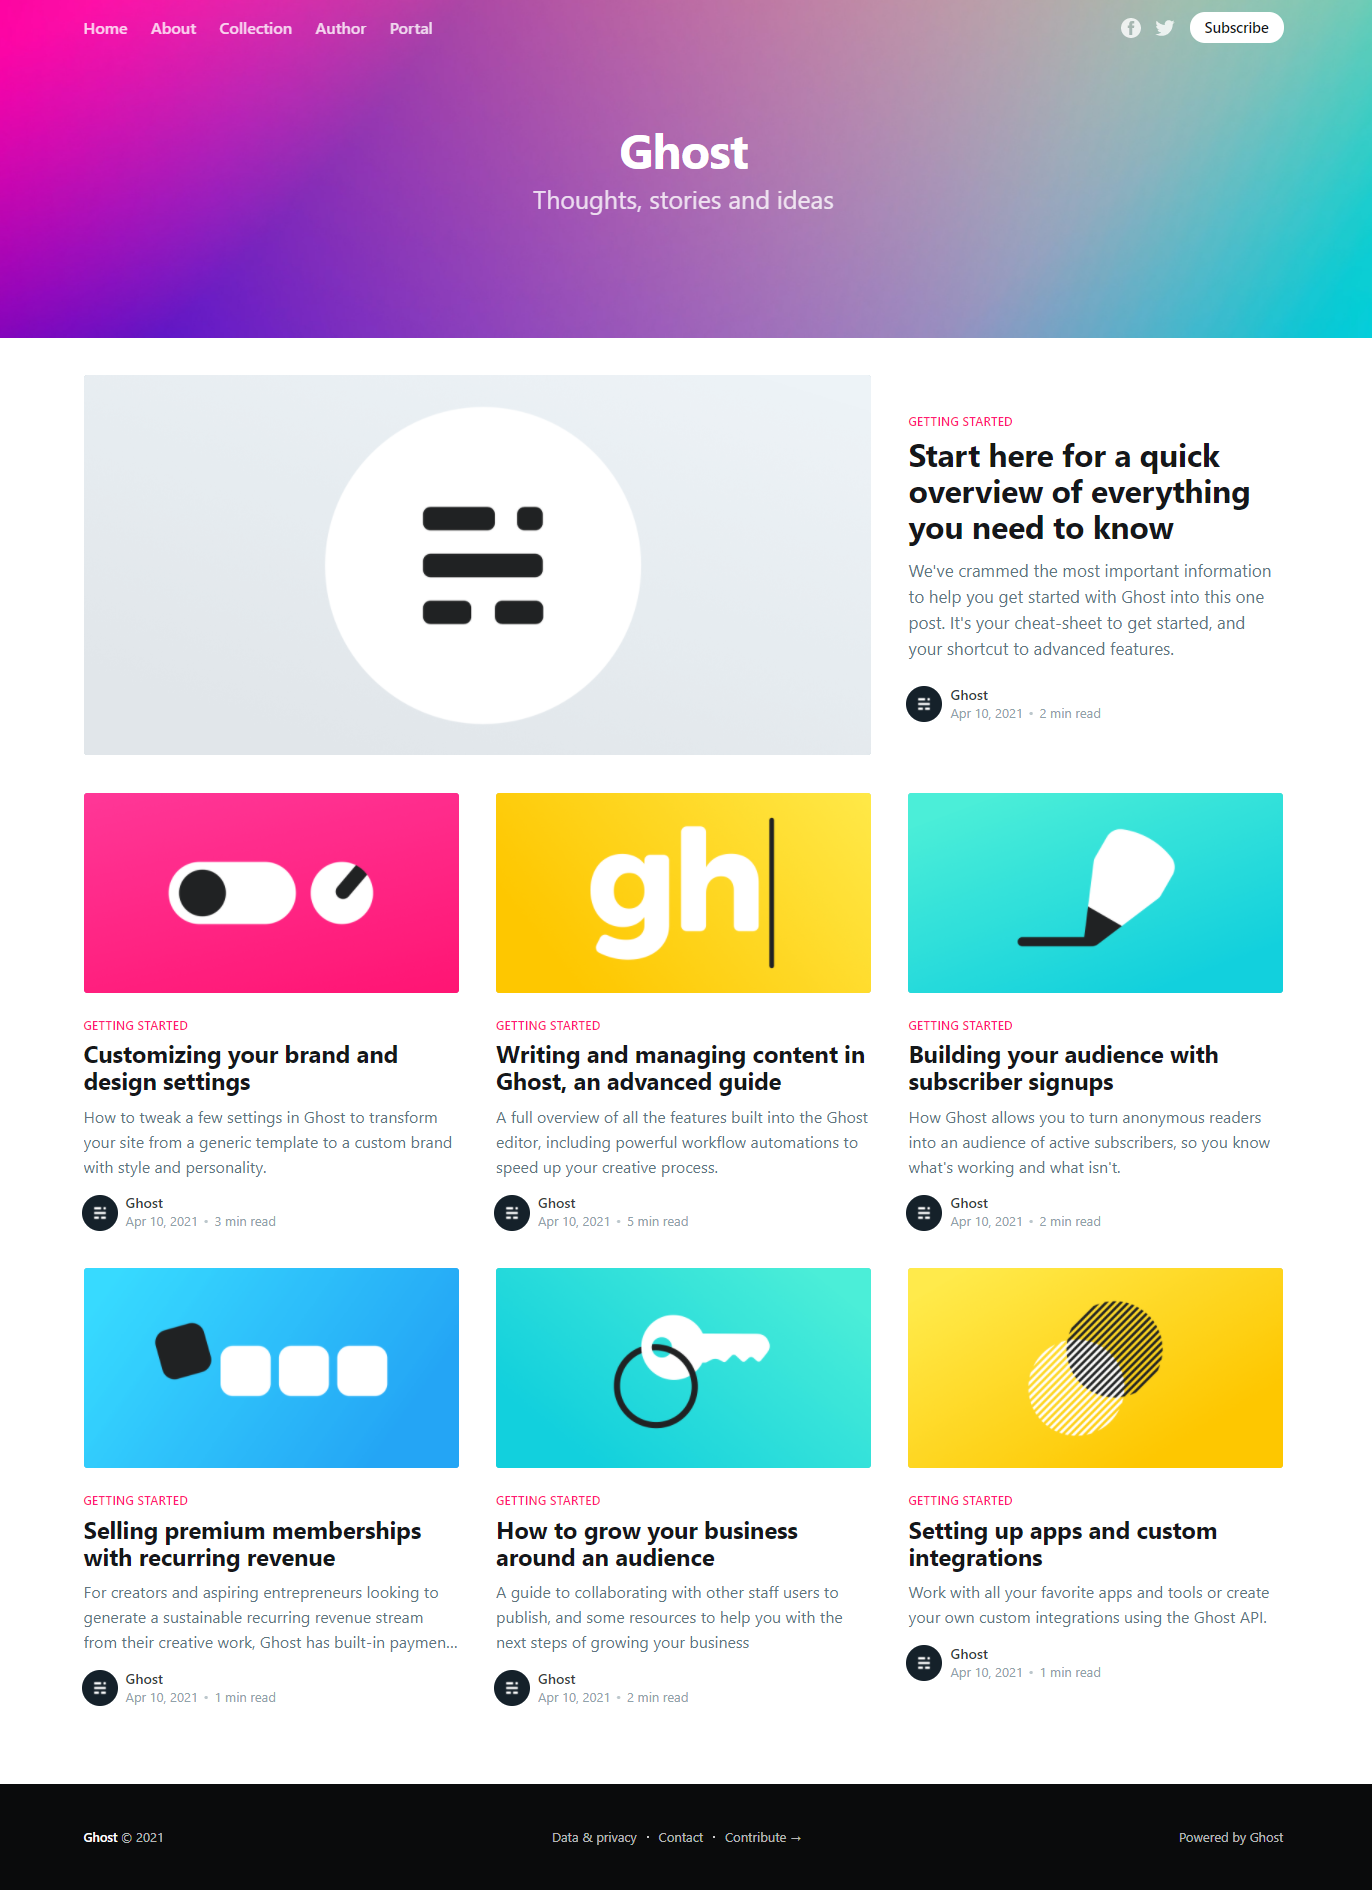 Home About Collection Author Portal
Subscribe
Ghost
Thoughts, stories and ideas
GETTING STARTED
Start here for a quick
overview of everything
you need to know
We've crammed the most important information
to help you get started with Ghost into this one
post. It's your cheat-sheet to get started, and
your shortcut to advanced features.
Ghost
Apr 10, 2021 • 2 min read
gh
GETTING STARTED
Customizing your brand and
design settings
How to tweak a few settings in Ghost to transform
your site from a generic template to a custom brand
with style and personality.
Ghost
Apr 10, 2021 • 3 min read
GETTING STARTED
Writing and managing content in
Ghost, an advanced guide
A full overview of all the features built into the Ghost
editor, including powerful workflow automations to
speed up your creative process.
Ghost
Apr 10, 2021 • 5 min read
GETTING STARTED
Building your audience with
subscriber signups
How Ghost allows you to turn anonymous readers
into an audience of active subscribers, so you know
what's working and what isn't.
Ghost
Apr 10, 2021 • 2 min read
GETTING STARTED
Selling premium memberships
with recurring revenue
For creators and aspiring entrepreneurs looking to
generate a sustainable recurring revenue stream
from their creative work, Ghost has built-in paymen...
Ghost
Apr 10, 2021 • 1 min read
GETTING STARTED
How to grow your business
around an audience
A guide to collaborating with other staff users to
publish, and some resources to help you with the
next steps of growing your business
Ghost
Apr 10, 2021 • 2 min read
GETTING STARTED
Setting up apps and custom
integrations
Work with all your favorite apps and tools or create
your own custom integrations using the Ghost API.
Ghost
Apr 10, 2021 • 1 min read
Ghost © 2021
Data & privacy · Contact · Contribute →
Powered by Ghost